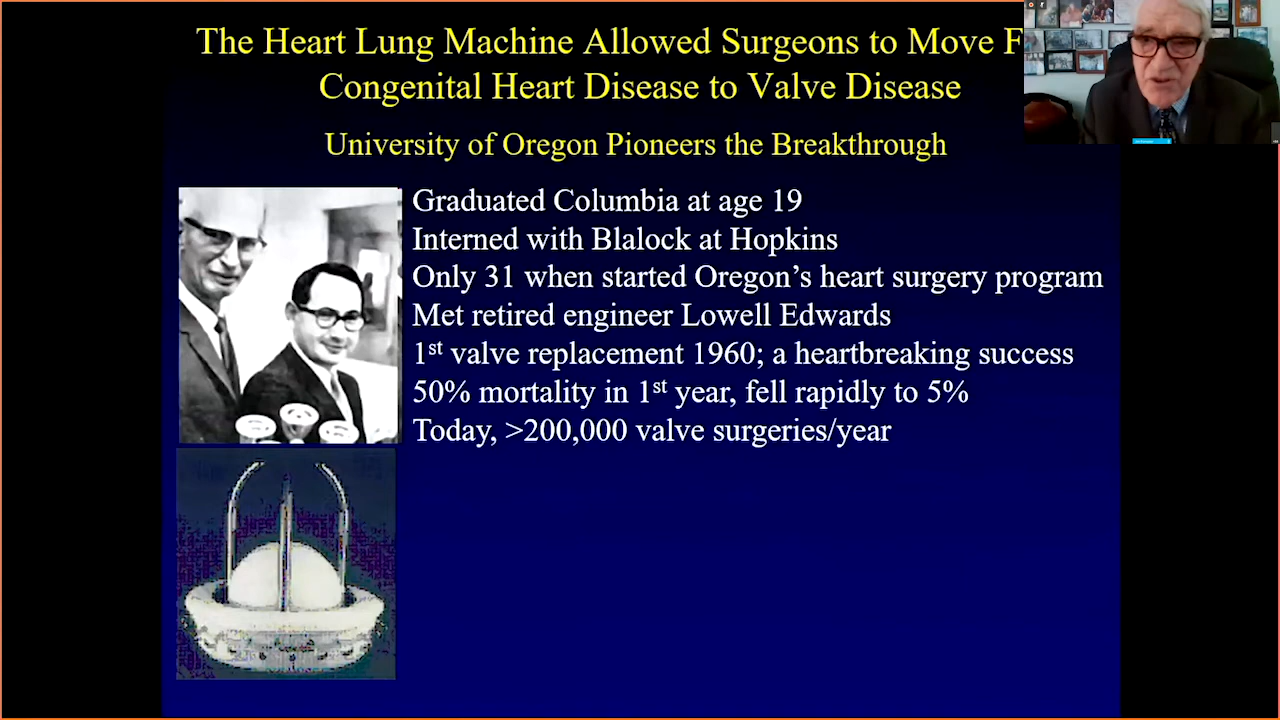 The Heart Lung Machine Allowed Surgeons to Move
Congenital Heart Disease to Valve Disease
University of Oregon Pioneers the Breakthrough
Graduated Columbia at age 19
Interned with Blalock at Hopkins
Only 31 when started Oregon’s heart surgery program
Met retired engineer Lowell Edwards
1st valve replacement 1960; a heartbreaking success
50% mortality in 1st year, fell rapidly to 5%
Today, >200,000 valve surgeries/year